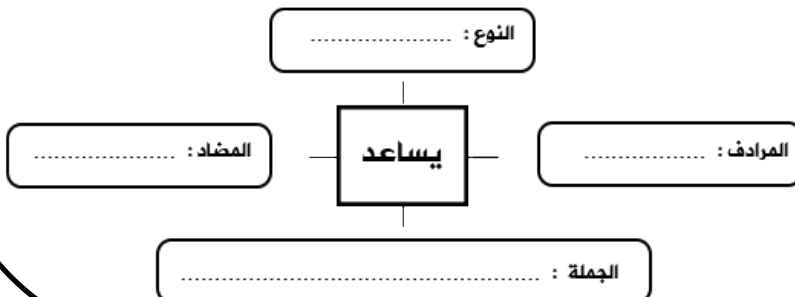 النوع : ....................
المرادف : .................
يساعد
المضاد : ....................
الجملة : ...................................................